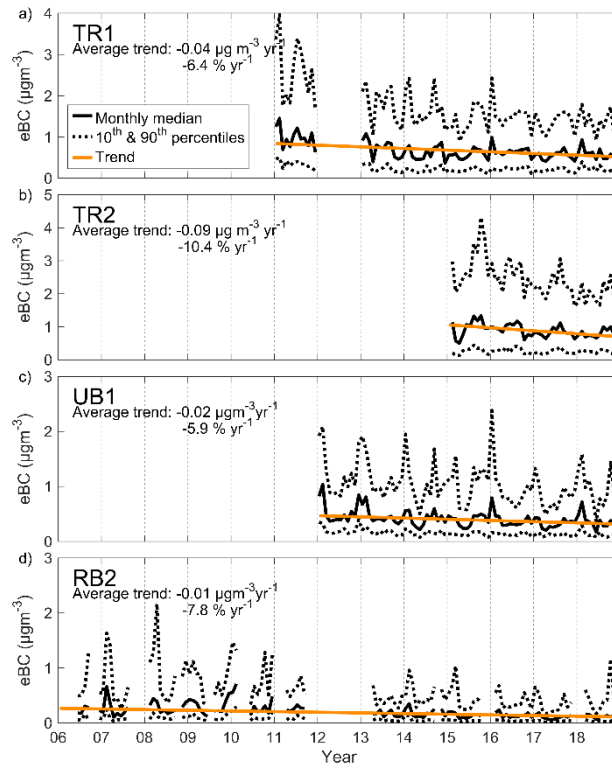 a)
TR1
Average trend: -0.04 µg m⁻³ yr⁻¹
-6.4 % yr⁻¹
eBC (µgm⁻³)
4
3
2
1
0
Monthly median
10th & 90th percentiles
Trend
b)
TR2
Average trend: -0.09 µg m⁻³ yr⁻¹
-10.4 % yr⁻¹
eBC (µgm⁻³)
5
4
3
2
1
0
c)
UB1
Average trend: -0.02 µgm⁻³yr⁻¹
-5.9 % yr⁻¹
eBC (µgm⁻³)
3
2
1
0
d)
RB2
Average trend: -0.01 µgm⁻³yr⁻¹
-7.8 % yr⁻¹
eBC (µgm⁻³)
3
2
1
0
06 07 08 09 10 11 12 13 14 15 16 17 18
Year